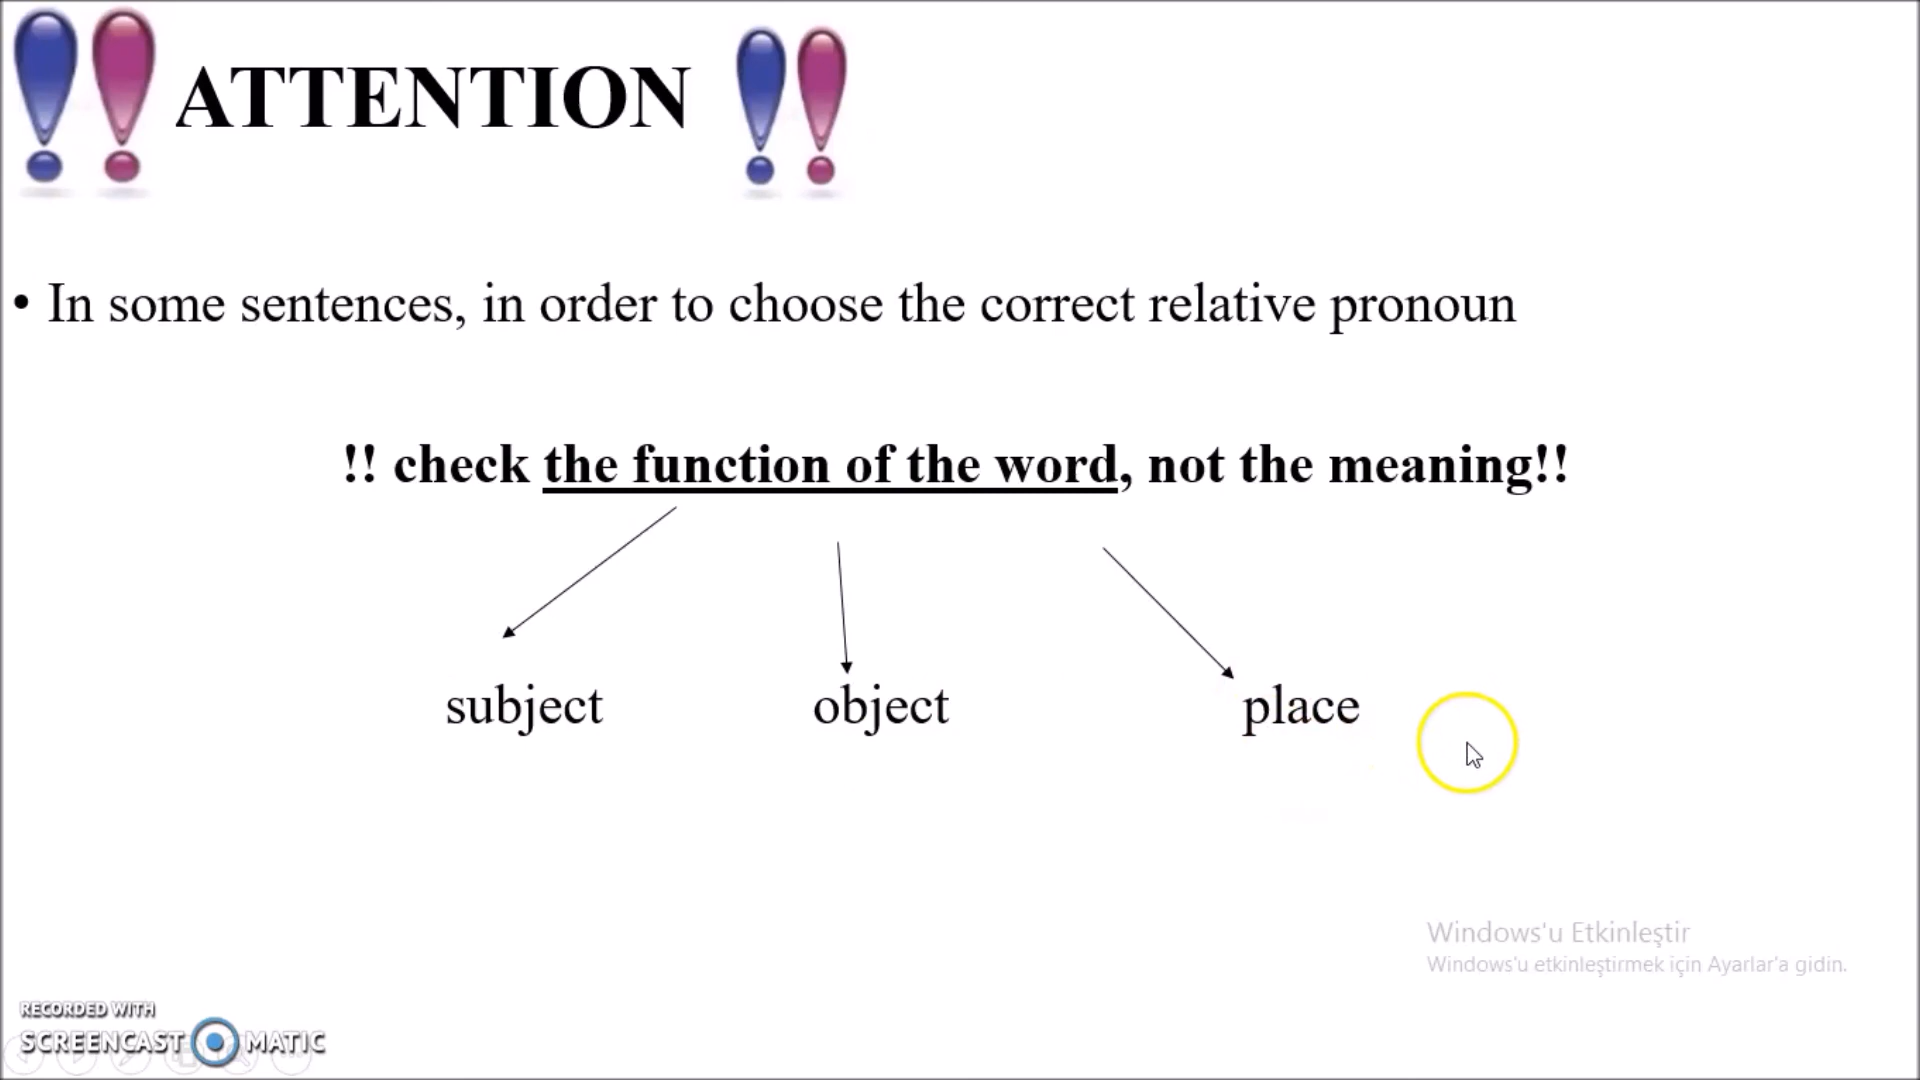 ATTENTION
• In some sentences, in order to choose the correct relative pronoun
!! check the function of the word, not the meaning!!
subject object place
Windows'u Etkinleştir
Windows'u etkinleştirmek için Ayarlar'a gidin.
RECORDED WITH
SCREENCAST MATIC